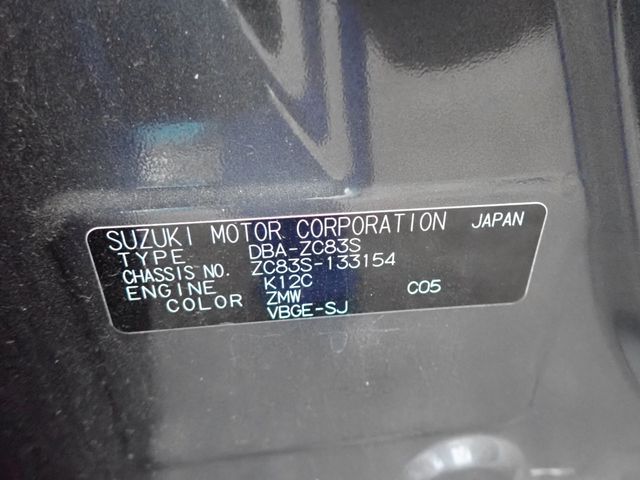 SUZUKI MOTOR CORPORATION JAPAN
TYPE DBA-ZC83S
CHASSIS NO. ZC83S-133154
ENGINE K12C
COLOR ZMW C05
VBGE-SJ